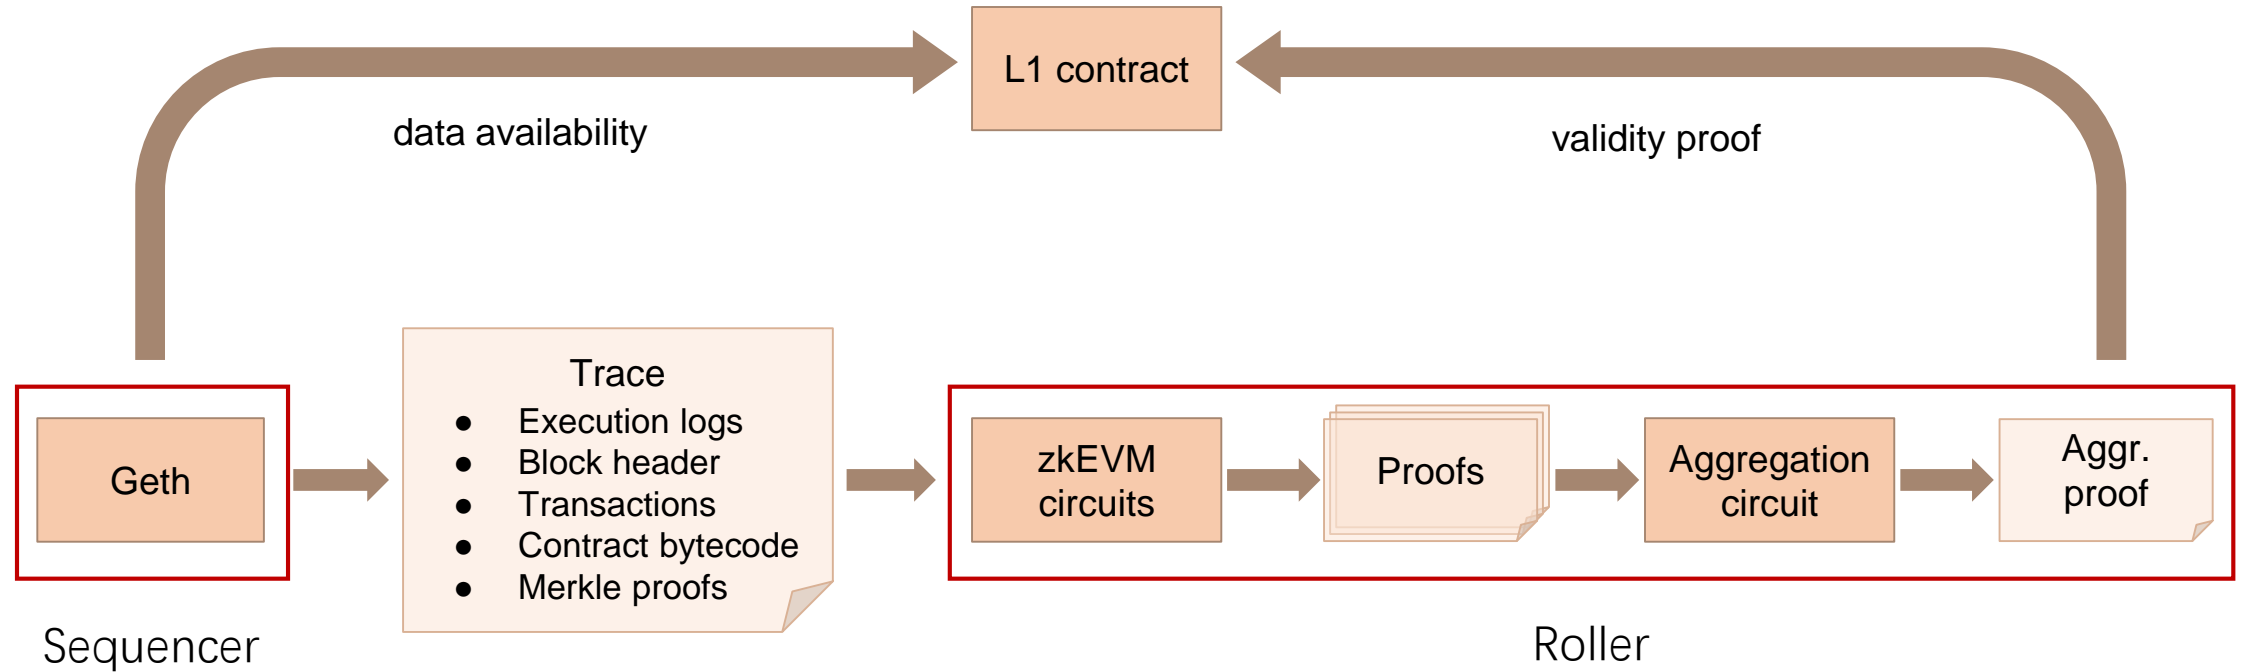 L1 contract
data availability
validity proof
Geth
Trace
● Execution logs
● Block header
● Transactions
● Contract bytecode
● Merkle proofs
zkEVM
circuits
Proofs
Aggregation
circuit
Aggr.
proof
Sequencer
Roller